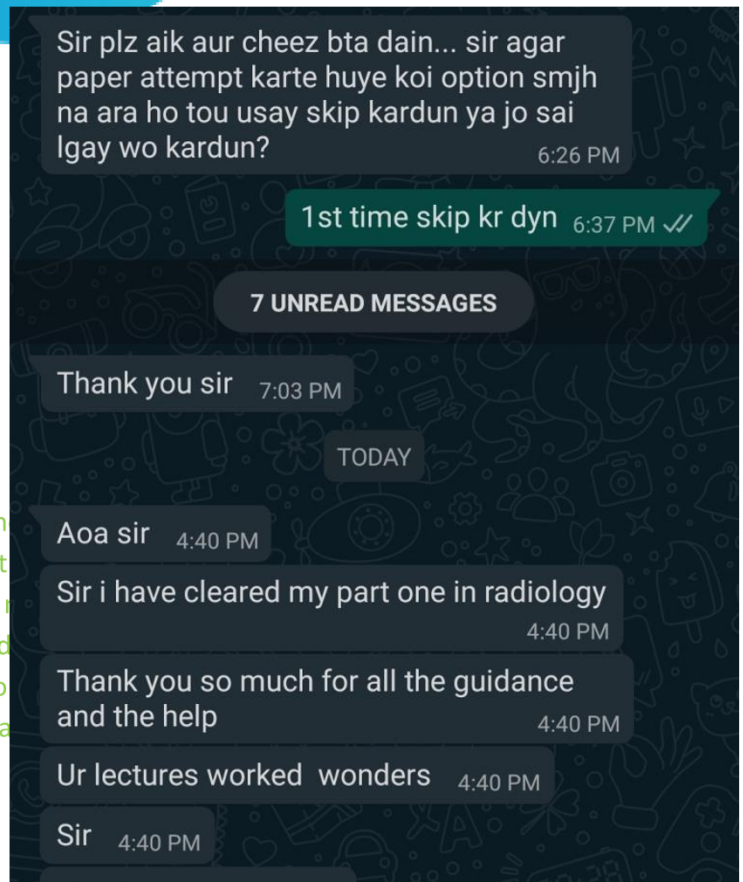 Sir plz aik aur cheez bta dain... sir agar
paper attempt karte huye koi option smjh
na ara ho tou usay skip kardun ya jo sai
lgay wo kardun?
6:26 PM
1st time skip kr dyn 6:37 PM
7 UNREAD MESSAGES
Thank you sir 7:03 PM
TODAY
Aoa sir 4:40 PM
Sir i have cleared my part one in radiology
4:40 PM
Thank you so much for all the guidance
and the help 4:40 PM
Ur lectures worked wonders 4:40 PM
Sir 4:40 PM